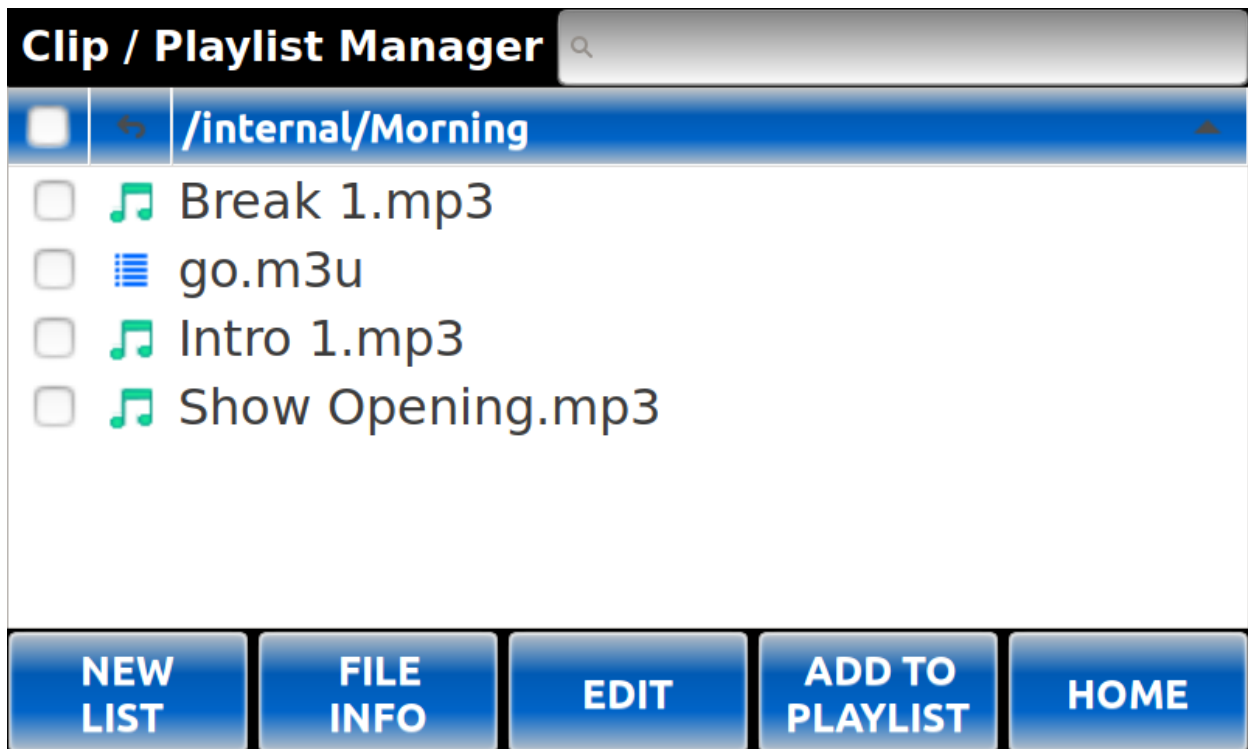 Clip / Playlist Manager
/internal/Morning
Break 1.mp3
go.m3u
Intro 1.mp3
Show Opening.mp3
NEW LIST
FILE INFO
EDIT
ADD TO PLAYLIST
HOME